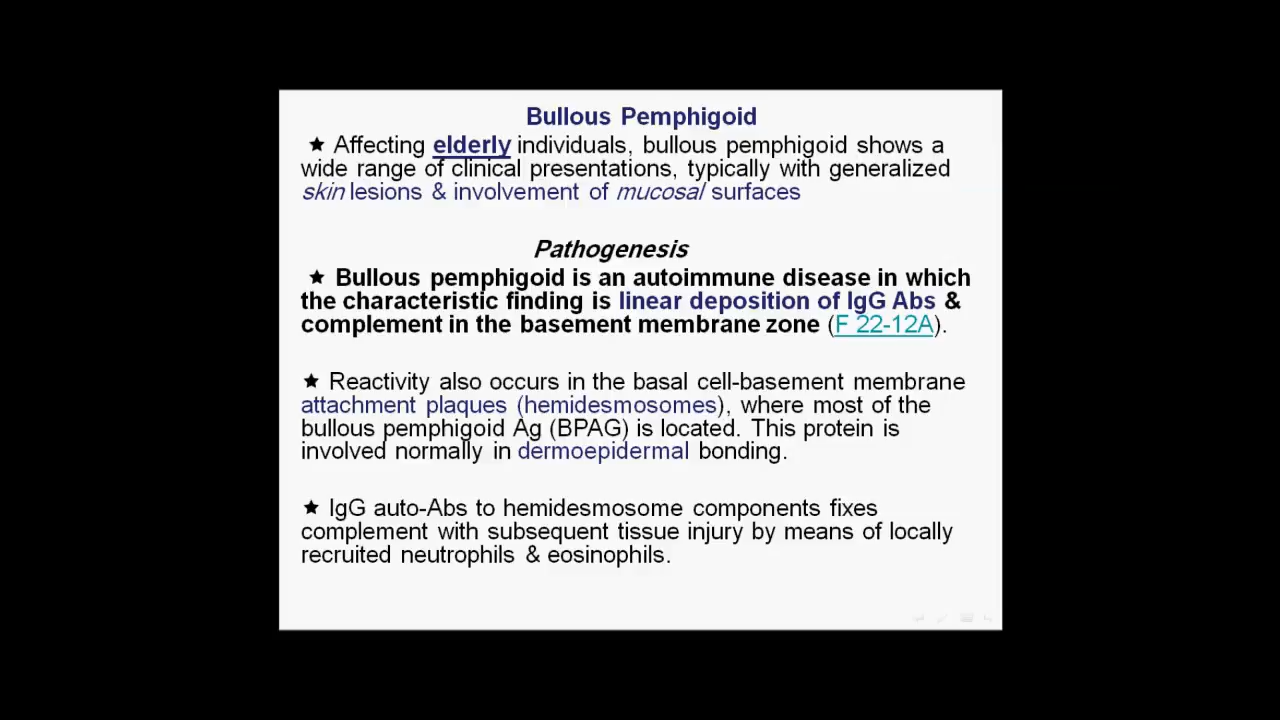 Bullous Pemphigoid
★ Affecting elderly individuals, bullous pemphigoid shows a
wide range of clinical presentations, typically with generalized
skin lesions & involvement of mucosal surfaces
Pathogenesis
★ Bullous pemphigoid is an autoimmune disease in which
the characteristic finding is linear deposition of IgG Abs &
complement in the basement membrane zone (F 22-12A).
★ Reactivity also occurs in the basal cell-basement membrane
attachment plaques (hemidesmosomes), where most of the
bullous pemphigoid Ag (BPAG) is located. This protein is
involved normally in dermoepidermal bonding.
★ IgG auto-Abs to hemidesmosome components fixes
complement with subsequent tissue injury by means of locally
recruited neutrophils & eosinophils.